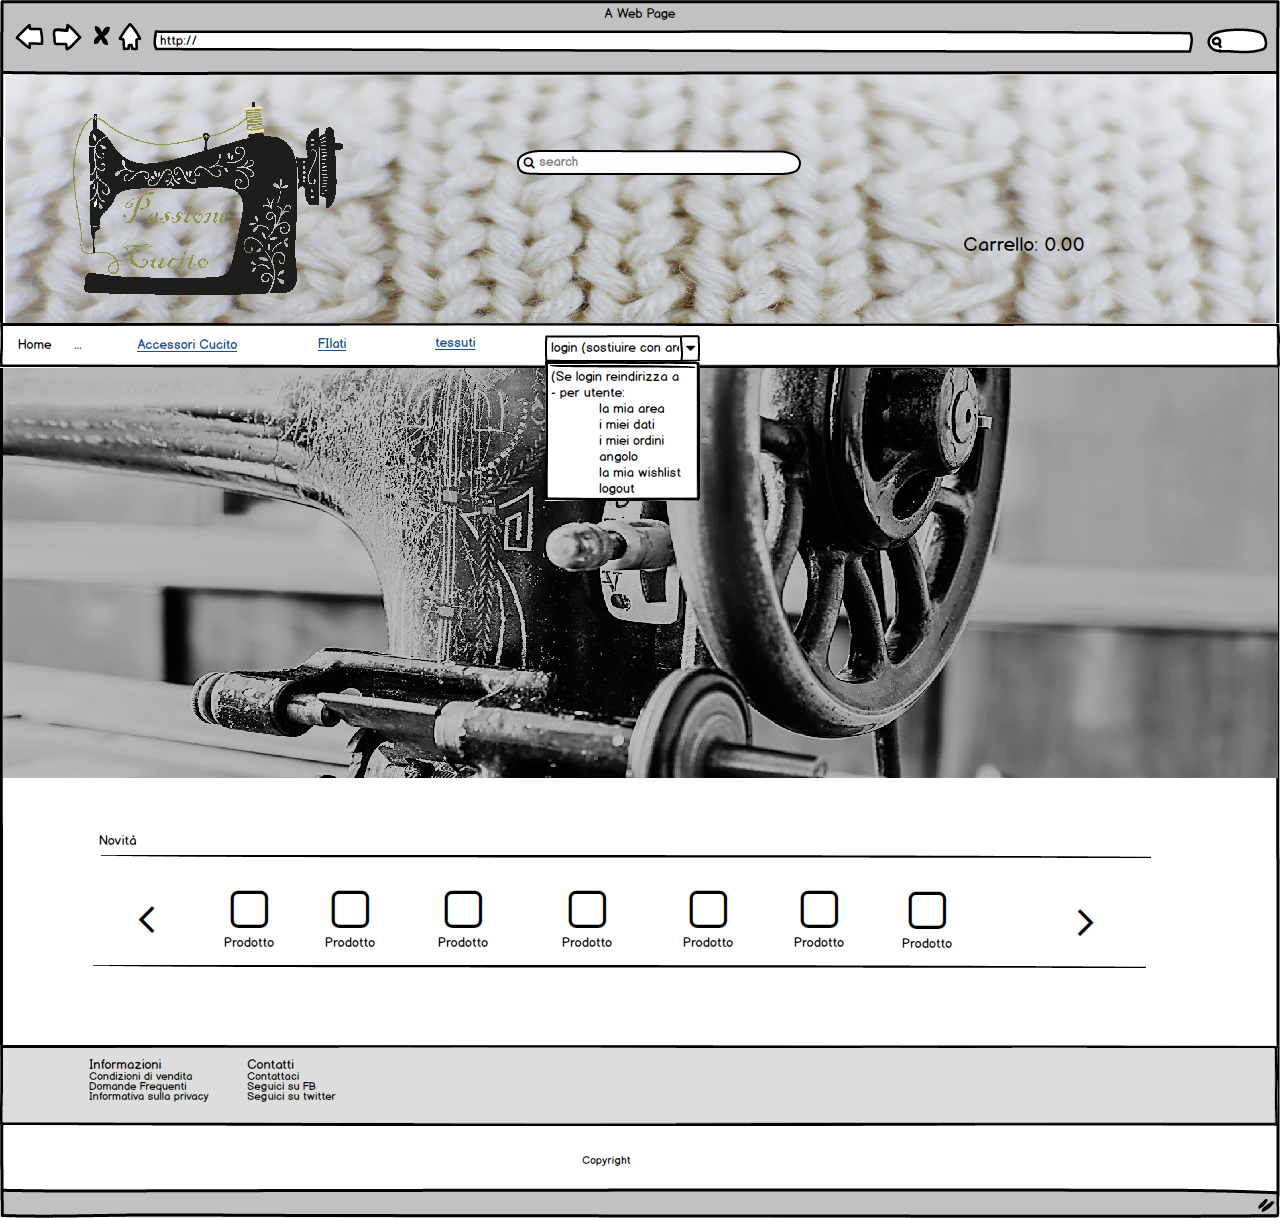 A Web Page
http://
search
Passione
Cucito
Carrello: 0.00
Home
...
Accessori Cucito
FIlati
tessuti
login (sostiuire con are
(Se login reindirizza a
- per utente:
la mia area
i miei dati
i miei ordini
angolo
la mia wishlist
logout
Novità
Prodotto
Prodotto
Prodotto
Prodotto
Prodotto
Prodotto
Prodotto
Informazioni
Condizioni di vendita
Domande Frequenti
Informativa sulla privacy
Contatti
Contattaci
Seguici su FB
Seguici su twitter
Copyright